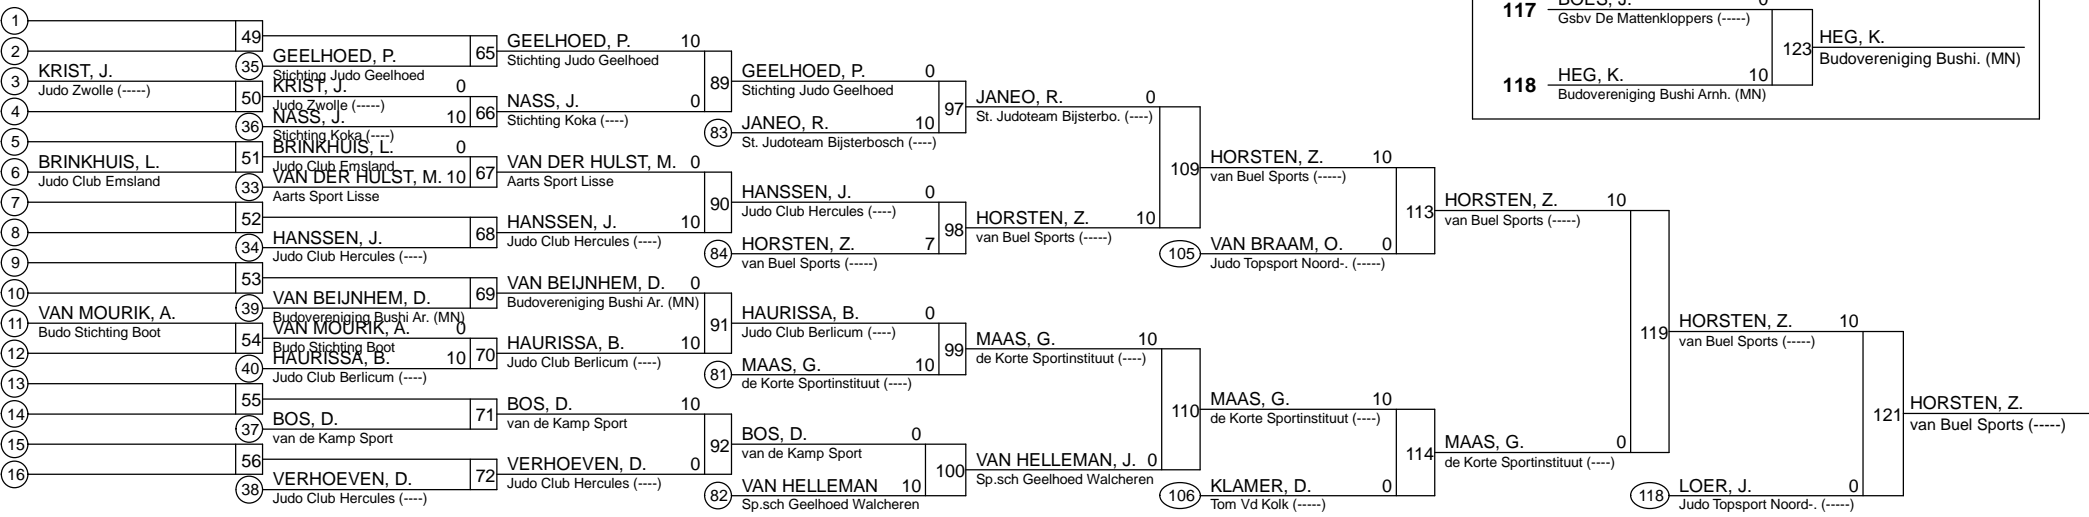 1
2
3
4
5
6
7
8
9
10
11
12
13
14
15
16
KRIST, J.
Judo Zwolle (-----)
BRINKHUIS, L.
Judo Club Emsland
VAN MOURIK, A.
Budo Stichting Boot
49
50
51
52
53
54
55
56
35
36
33
34
39
40
37
38
GEELHOED, P.
Stichting Judo Geelhoed
KRIST, J. 0
Judo Zwolle (-----)
NASS, J. 10
Stichting Koka (----)
BRINKHUIS, L. 0
Judo Club Emsland
VAN DER HULST, M. 10
Aarts Sport Lisse
HANSSEN, J.
Judo Club Hercules (----)
VAN BEIJNHEM, D.
Budovereniging Bushi Ar. (MN)
VAN MOURIK, A. 0
Budo Stichting Boot
HAURISSA, B. 10
Judo Club Berlicum (----)
BOS, D.
van de Kamp Sport
VERHOEVEN, D.
Judo Club Hercules (----)
65
66
67
68
69
70
71
72
GEELHOED, P. 10
Stichting Judo Geelhoed
NASS, J. 0
Stichting Koka (----)
VAN DER HULST, M. 0
Aarts Sport Lisse
HANSSEN, J. 10
Judo Club Hercules (----)
VAN BEIJNHEM, D. 0
Budovereniging Bushi Ar. (MN)
HAURISSA, B. 10
Judo Club Berlicum (----)
BOS, D. 10
van de Kamp Sport
VERHOEVEN, D. 0
Judo Club Hercules (----)
89
90
91
92
83
84
81
82
GEELHOED, P. 0
Stichting Judo Geelhoed
JANEO, R. 10
St. Judoteam Bijsterbosch (----)
HANSSEN, J. 0
Judo Club Hercules (----)
HORSTEN, Z. 7
van Buel Sports (-----)
HAURISSA, B. 0
Judo Club Berlicum (----)
MAAS, G. 10
de Korte Sportinstituut (----)
BOS, D. 0
van de Kamp Sport
VAN HELLEMAN 10
Sp.sch Geelhoed Walcheren
97
98
99
100
JANEO, R. 0
St. Judoteam Bijsterbo. (----)
HORSTEN, Z. 10
van Buel Sports (-----)
MAAS, G. 10
de Korte Sportinstituut (----)
VAN HELLEMAN, J. 0
Sp.sch Geelhoed Walcheren
109
110
105
106
HORSTEN, Z. 10
van Buel Sports (-----)
VAN BRAAM, O. 0
Judo Topsport Noord-. (-----)
MAAS, G. 10
de Korte Sportinstituut (----)
KLAMER, D. 0
Tom Vd Kolk (-----)
113
114
HORSTEN, Z. 10
van Buel Sports (-----)
MAAS, G. 0
de Korte Sportinstituut (----)
119
118
HORSTEN, Z. 10
van Buel Sports (-----)
LOER, J. 0
Judo Topsport Noord-. (-----)
121
HORSTEN, Z.
van Buel Sports (-----)
117
BOES, J. 0
Gsbv De Mattenkloppers (-----)
118
HEG, K. 10
Budovereniging Bushi Arnh. (MN)
123
HEG, K.
Budovereniging Bushi. (MN)